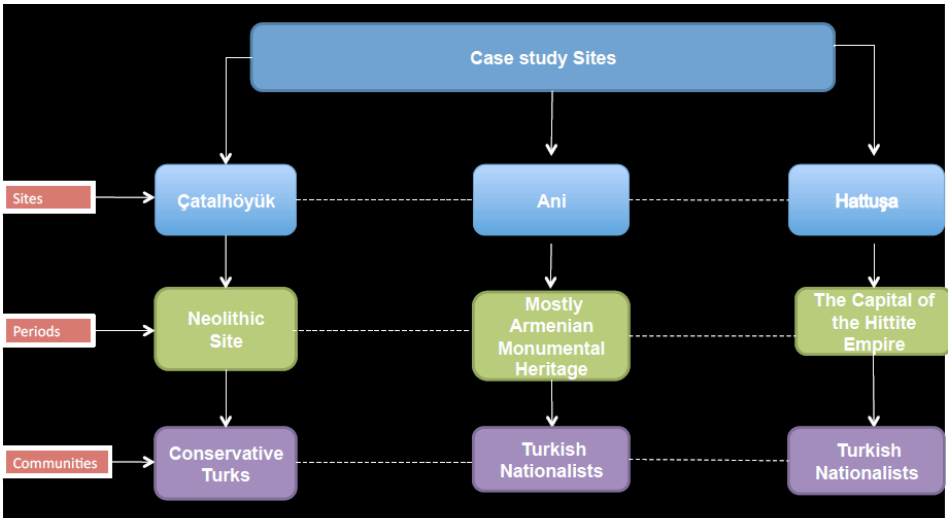 Case study Sites
Sites
Çatalhöyük
Ani
Hattuşa
Periods
Neolithic
Site
Mostly
Armenian
Monumental
Heritage
The Capital of
the Hittite
Empire
Communities
Conservative
Turks
Turkish
Nationalists
Turkish
Nationalists